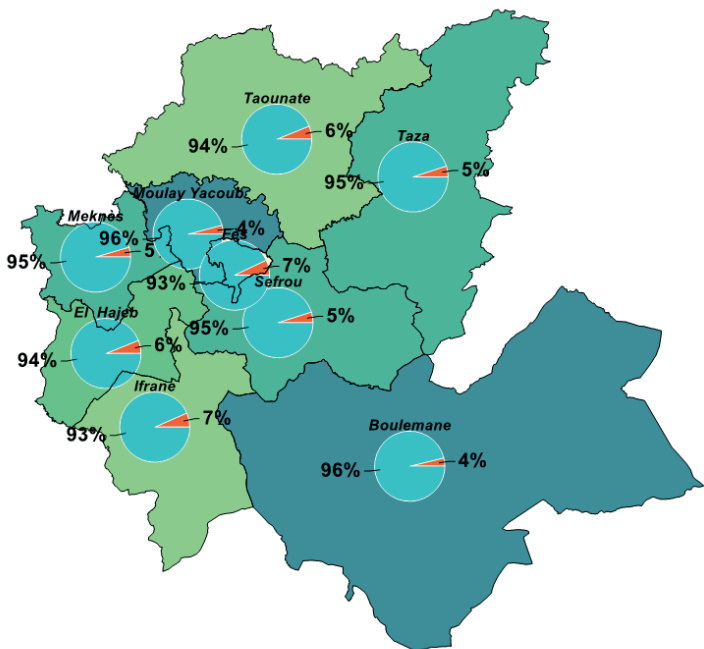 Taounate
94%
6%
Taza
95%
5%
Moulay Yacoub
96%
4%
Meknès
95%
5
Fès
93%
7%
Sefrou
95%
5%
El Hajeb
94%
6%
Ifrane
93%
7%
Boulemane
96%
4%